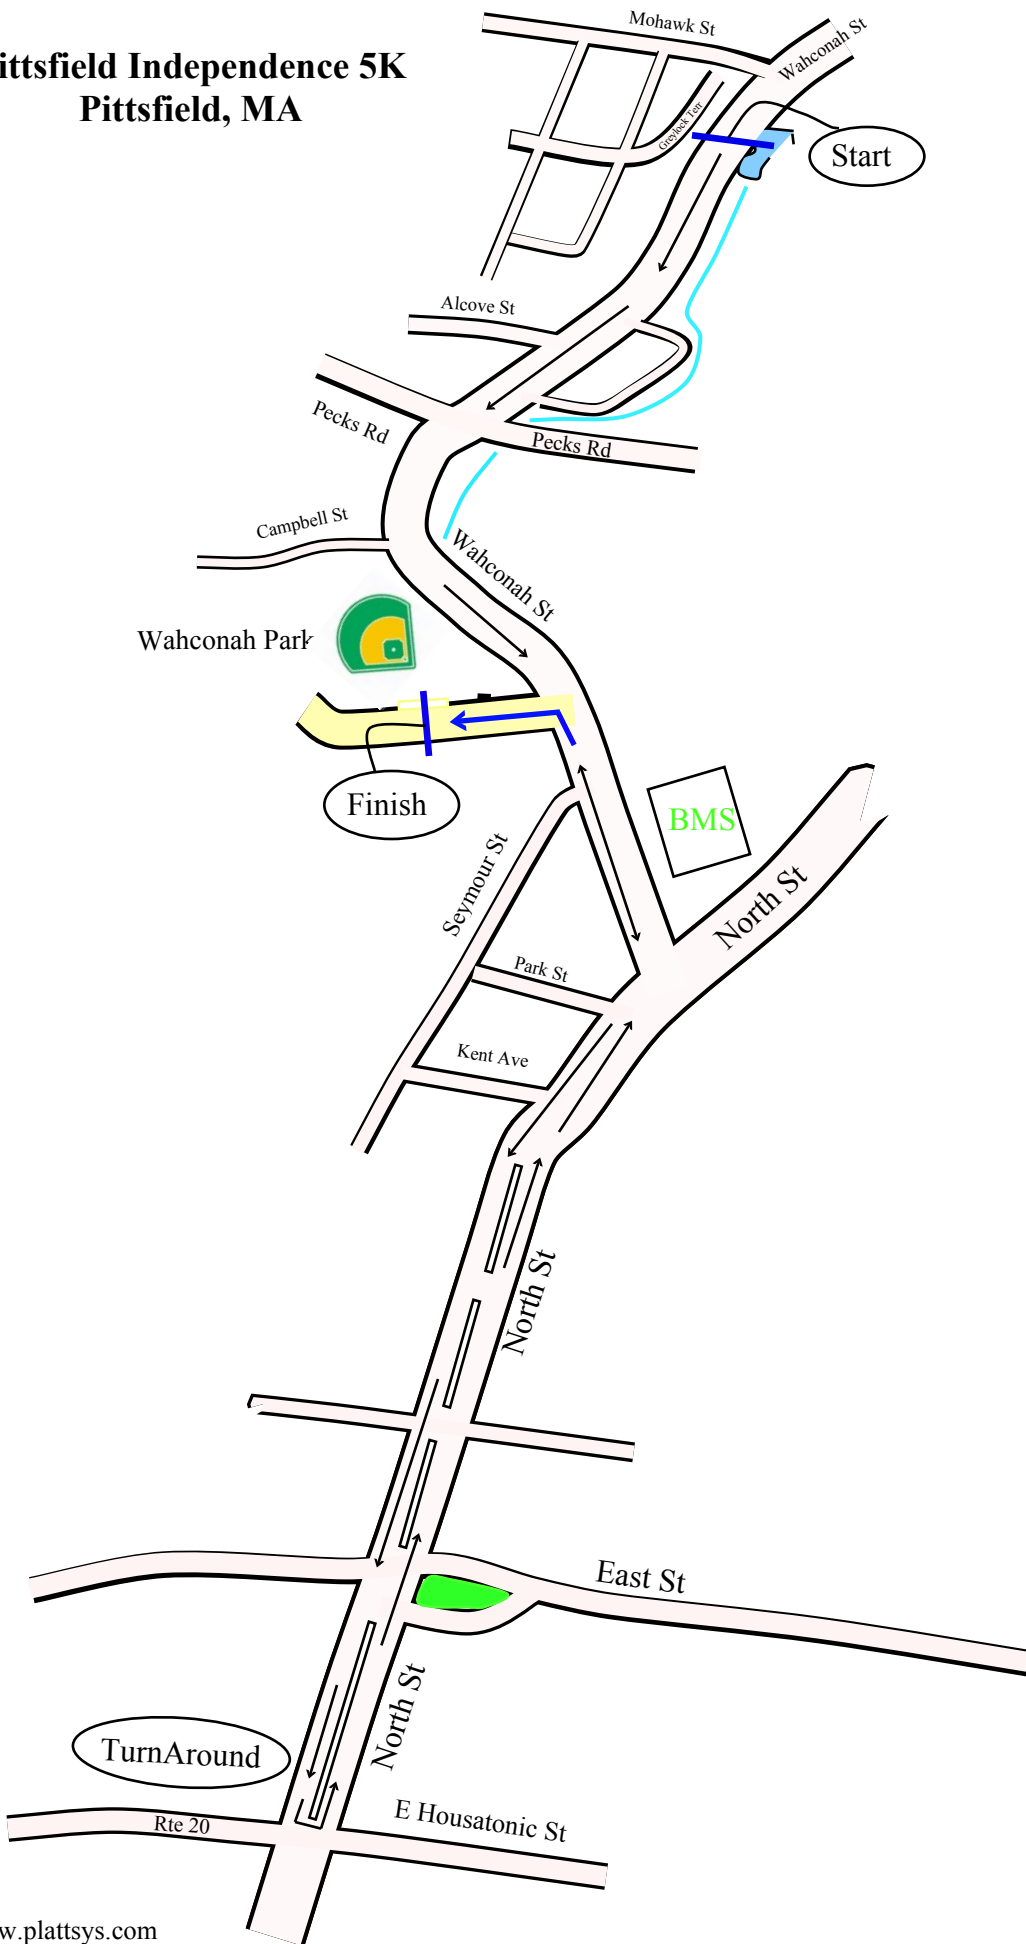 ittsfield Independence 5K
Pittsfield, MA
Mohawk St
Wahconah St
Greylock Terr
Start
Alcove St
Pecks Rd
Pecks Rd
Campbell St
Wahconah St
Wahconah Park
Finish
BMS
Seymour St
North St
Park St
Kent Ave
North St
East St
North St
TurnAround
E Housatonic St
Rte 20
w.plattsys.com